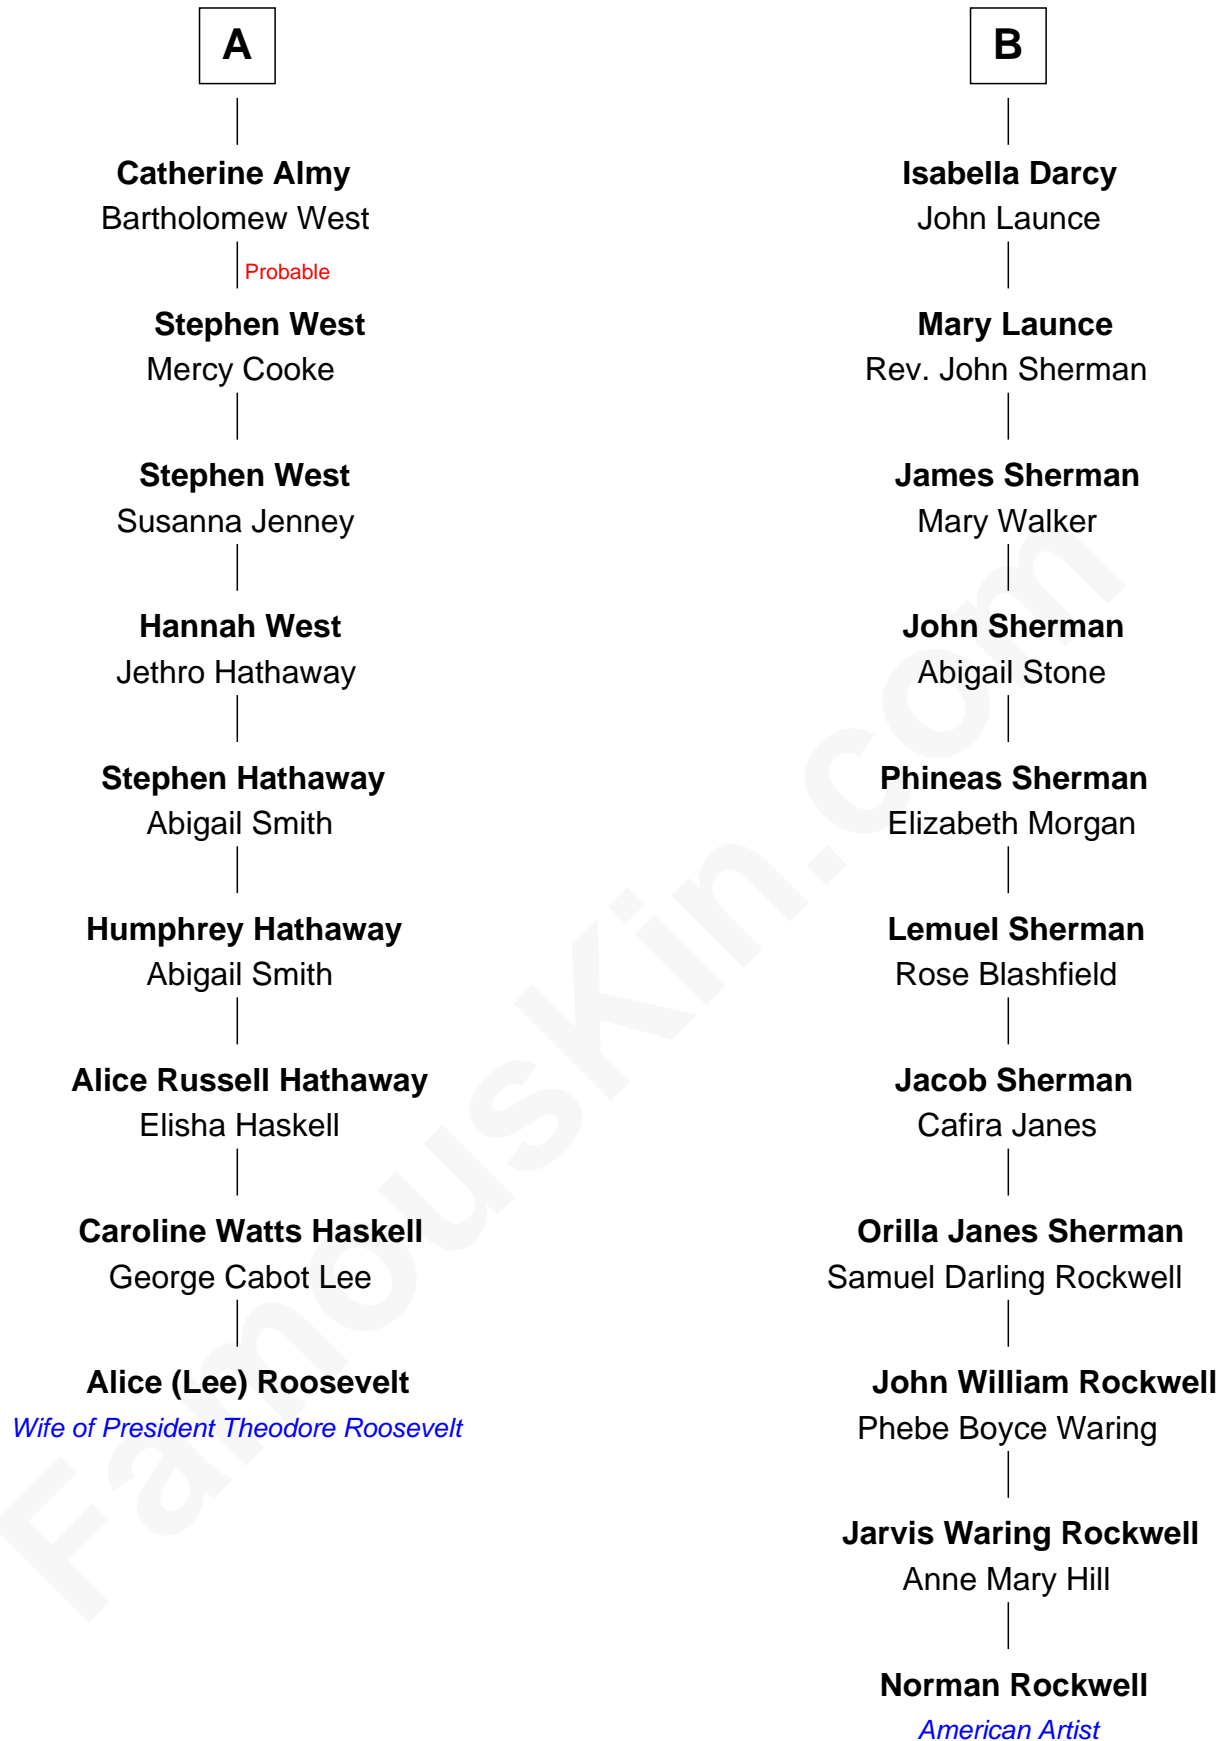 A
Catherine Almy
Bartholomew West
Probable
Stephen West
Mercy Cooke
Stephen West
Susanna Jenney
Hannah West
Jethro Hathaway
Stephen Hathaway
Abigail Smith
Humphrey Hathaway
Abigail Smith
Alice Russell Hathaway
Elisha Haskell
Caroline Watts Haskell
George Cabot Lee
Alice (Lee) Roosevelt
Wife of President Theodore Roosevelt
B
Isabella Darcy
John Launce
Mary Launce
Rev. John Sherman
James Sherman
Mary Walker
John Sherman
Abigail Stone
Phineas Sherman
Elizabeth Morgan
Lemuel Sherman
Rose Blashfield
Jacob Sherman
Cafira Janes
Orilla Janes Sherman
Samuel Darling Rockwell
John William Rockwell
Phebe Boyce Waring
Jarvis Waring Rockwell
Anne Mary Hill
Norman Rockwell
American Artist
FamousKin.com